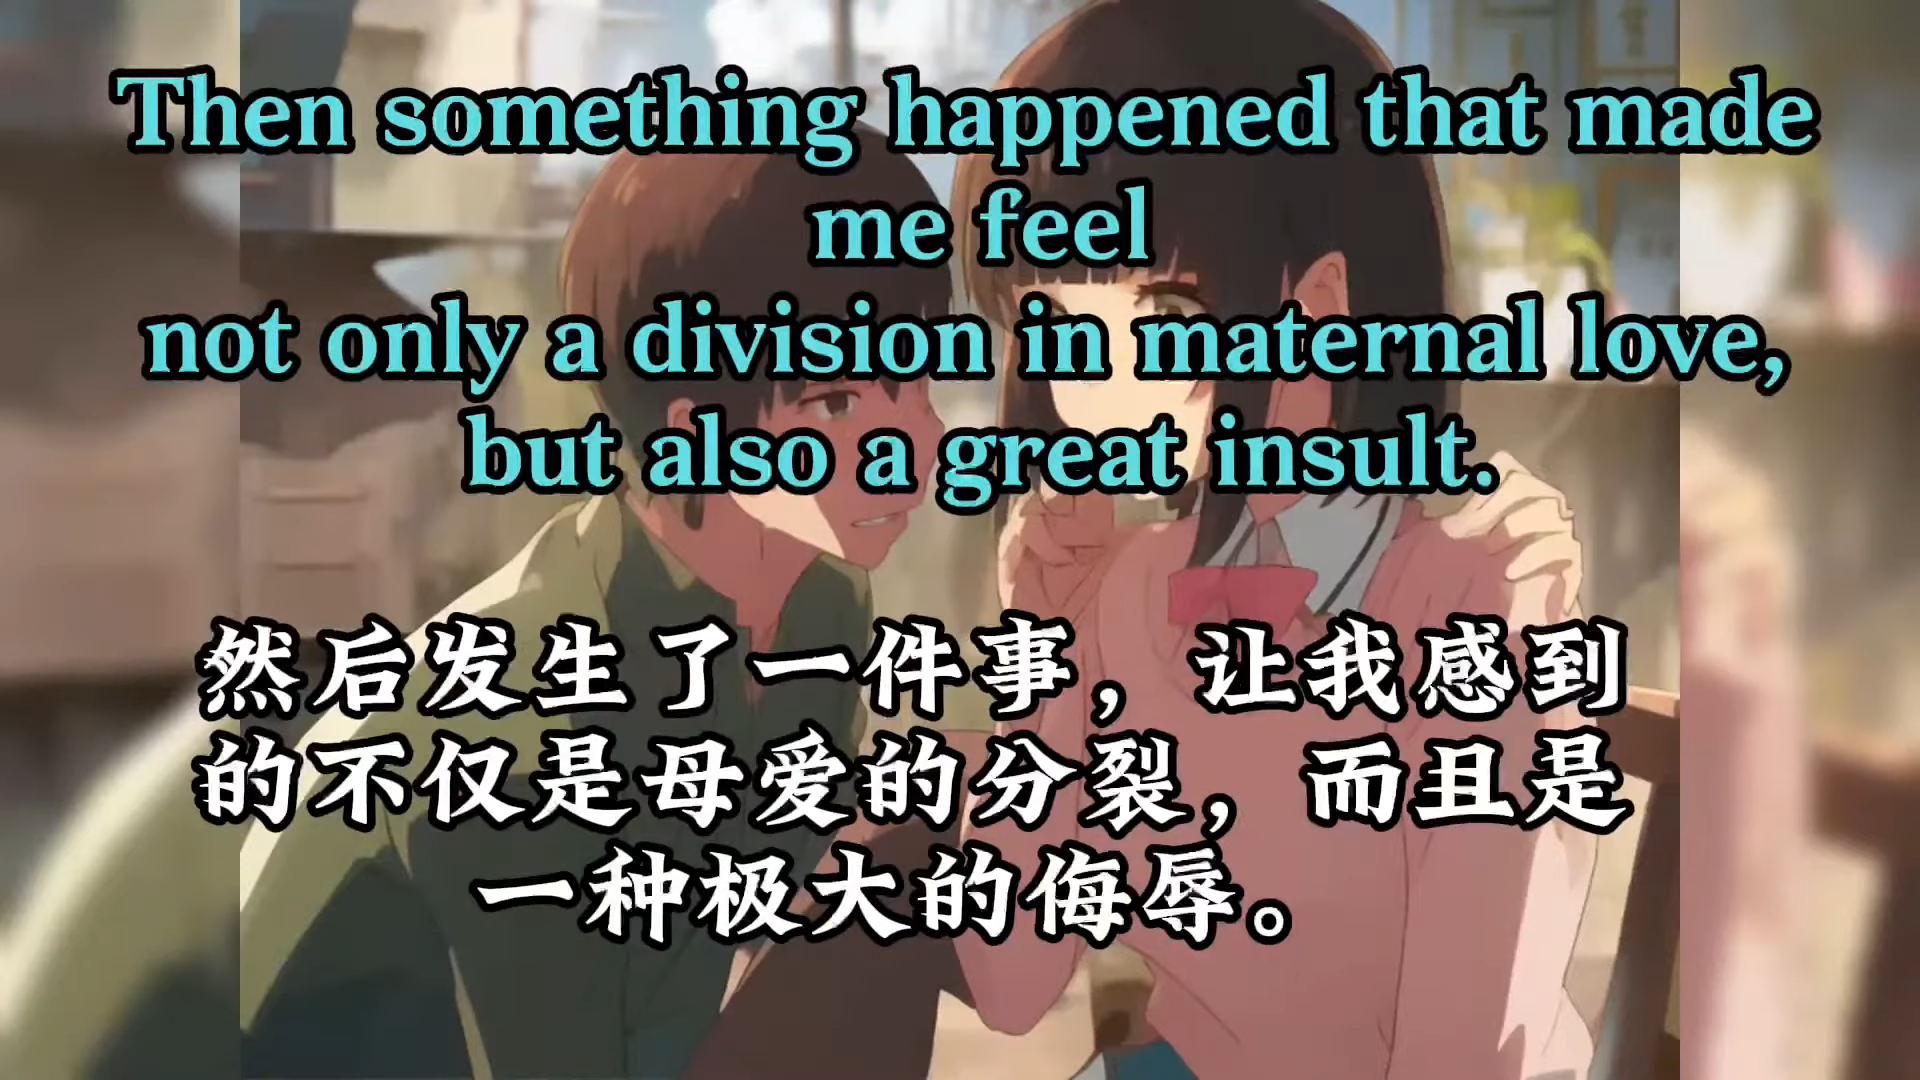 Then something happened that made
me feel
not only a division in maternal love,
but also a great insult.
然后发生了一件事，让我感到
的不仅是母爱的分裂，而且是
一种极大的侮辱。